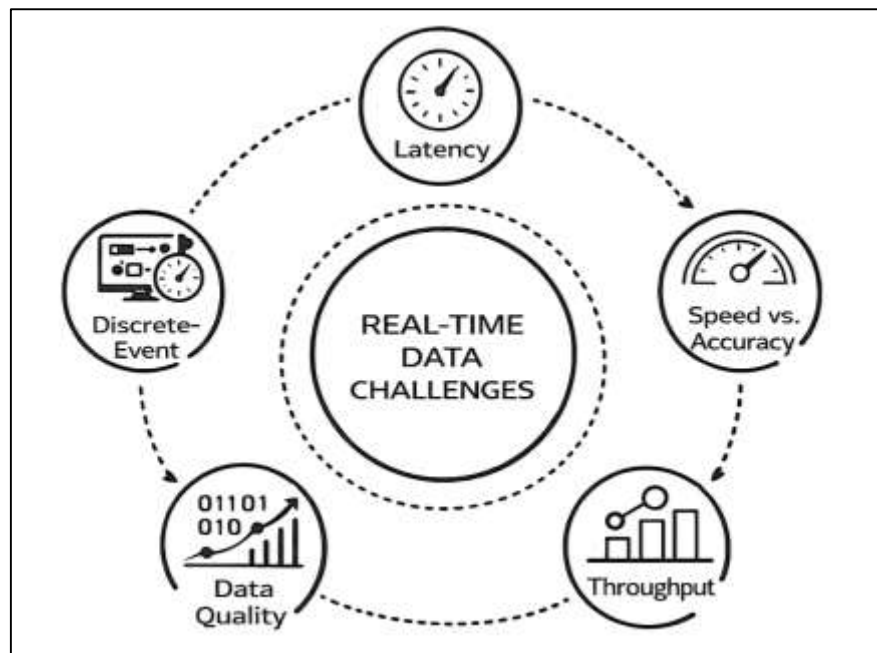 Latency
Speed vs.
Accuracy
Throughput
01101
010
Data
Quality
Discrete-
Event
REAL-TIME
DATA
CHALLENGES